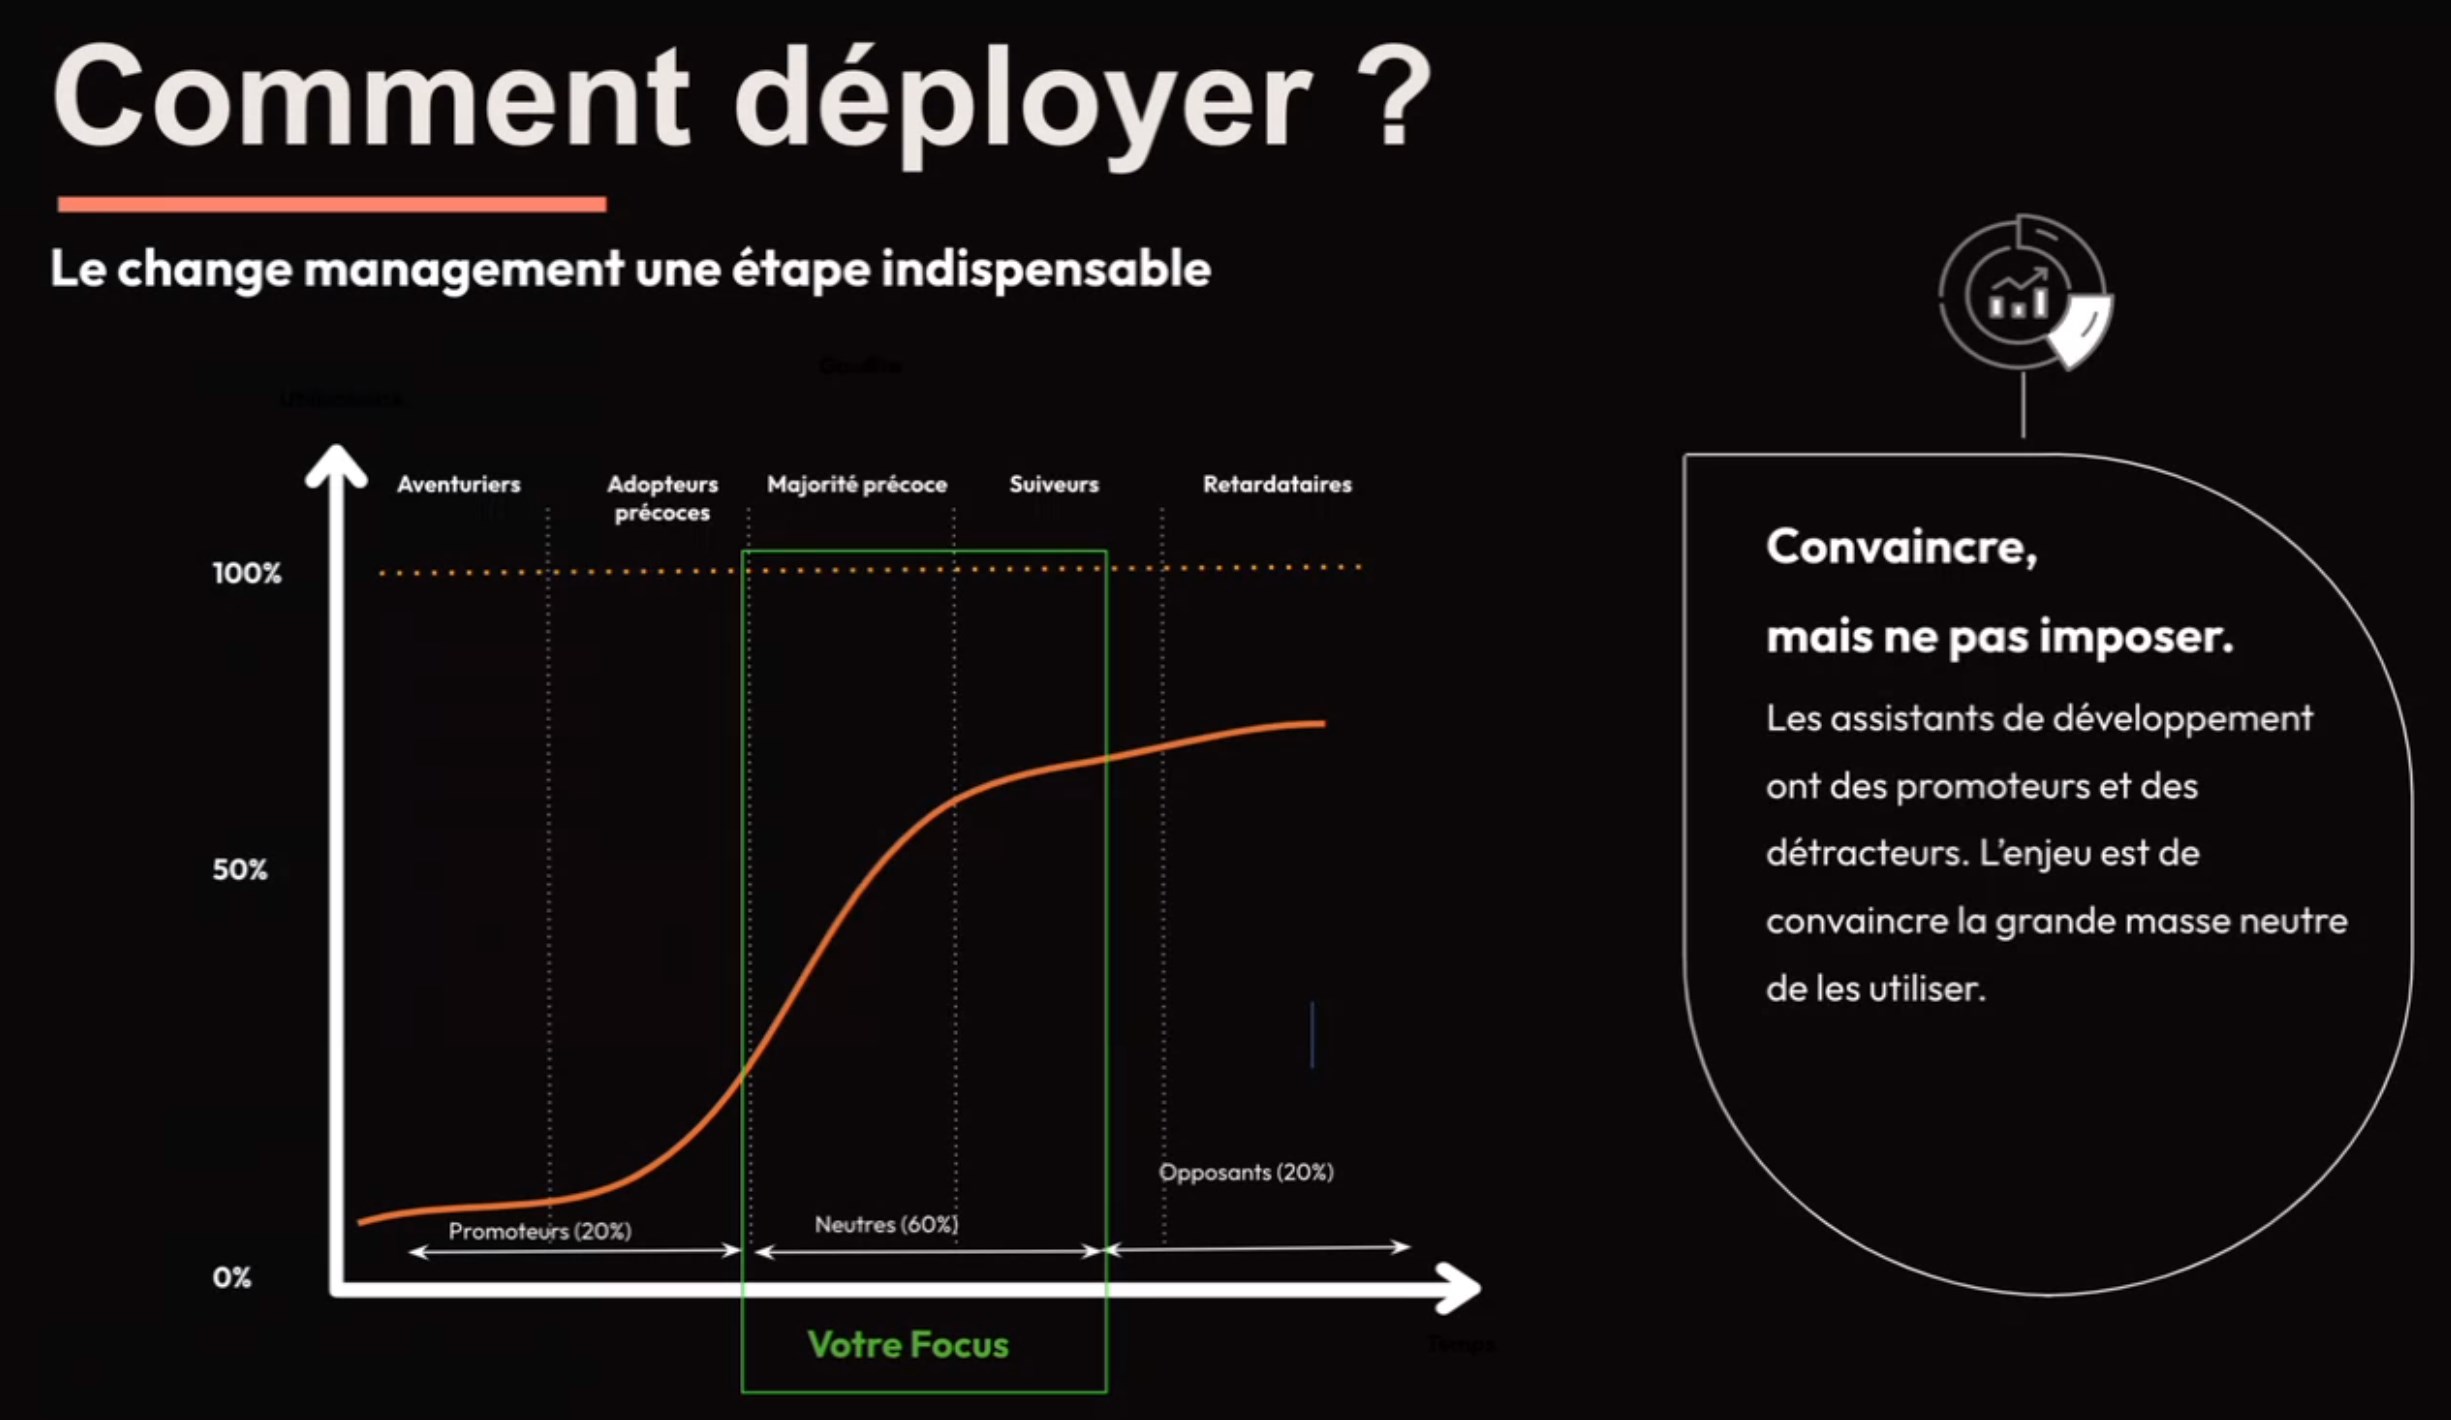 Comment déployer ?
Le change management une étape indispensable
Aventuriers
Adopteurs
précoces
Majorité précoce
Suiveurs
Retardataires
100%
50%
0%
Promoteurs (20%)
Neutres (60%)
Opposants (20%)
Temps
Votre Focus
Convaincre,
mais ne pas imposer.
Les assistants de développement
ont des promoteurs et des
détracteurs. L'enjeu est de
convaincre la grande masse neutre
de les utiliser.